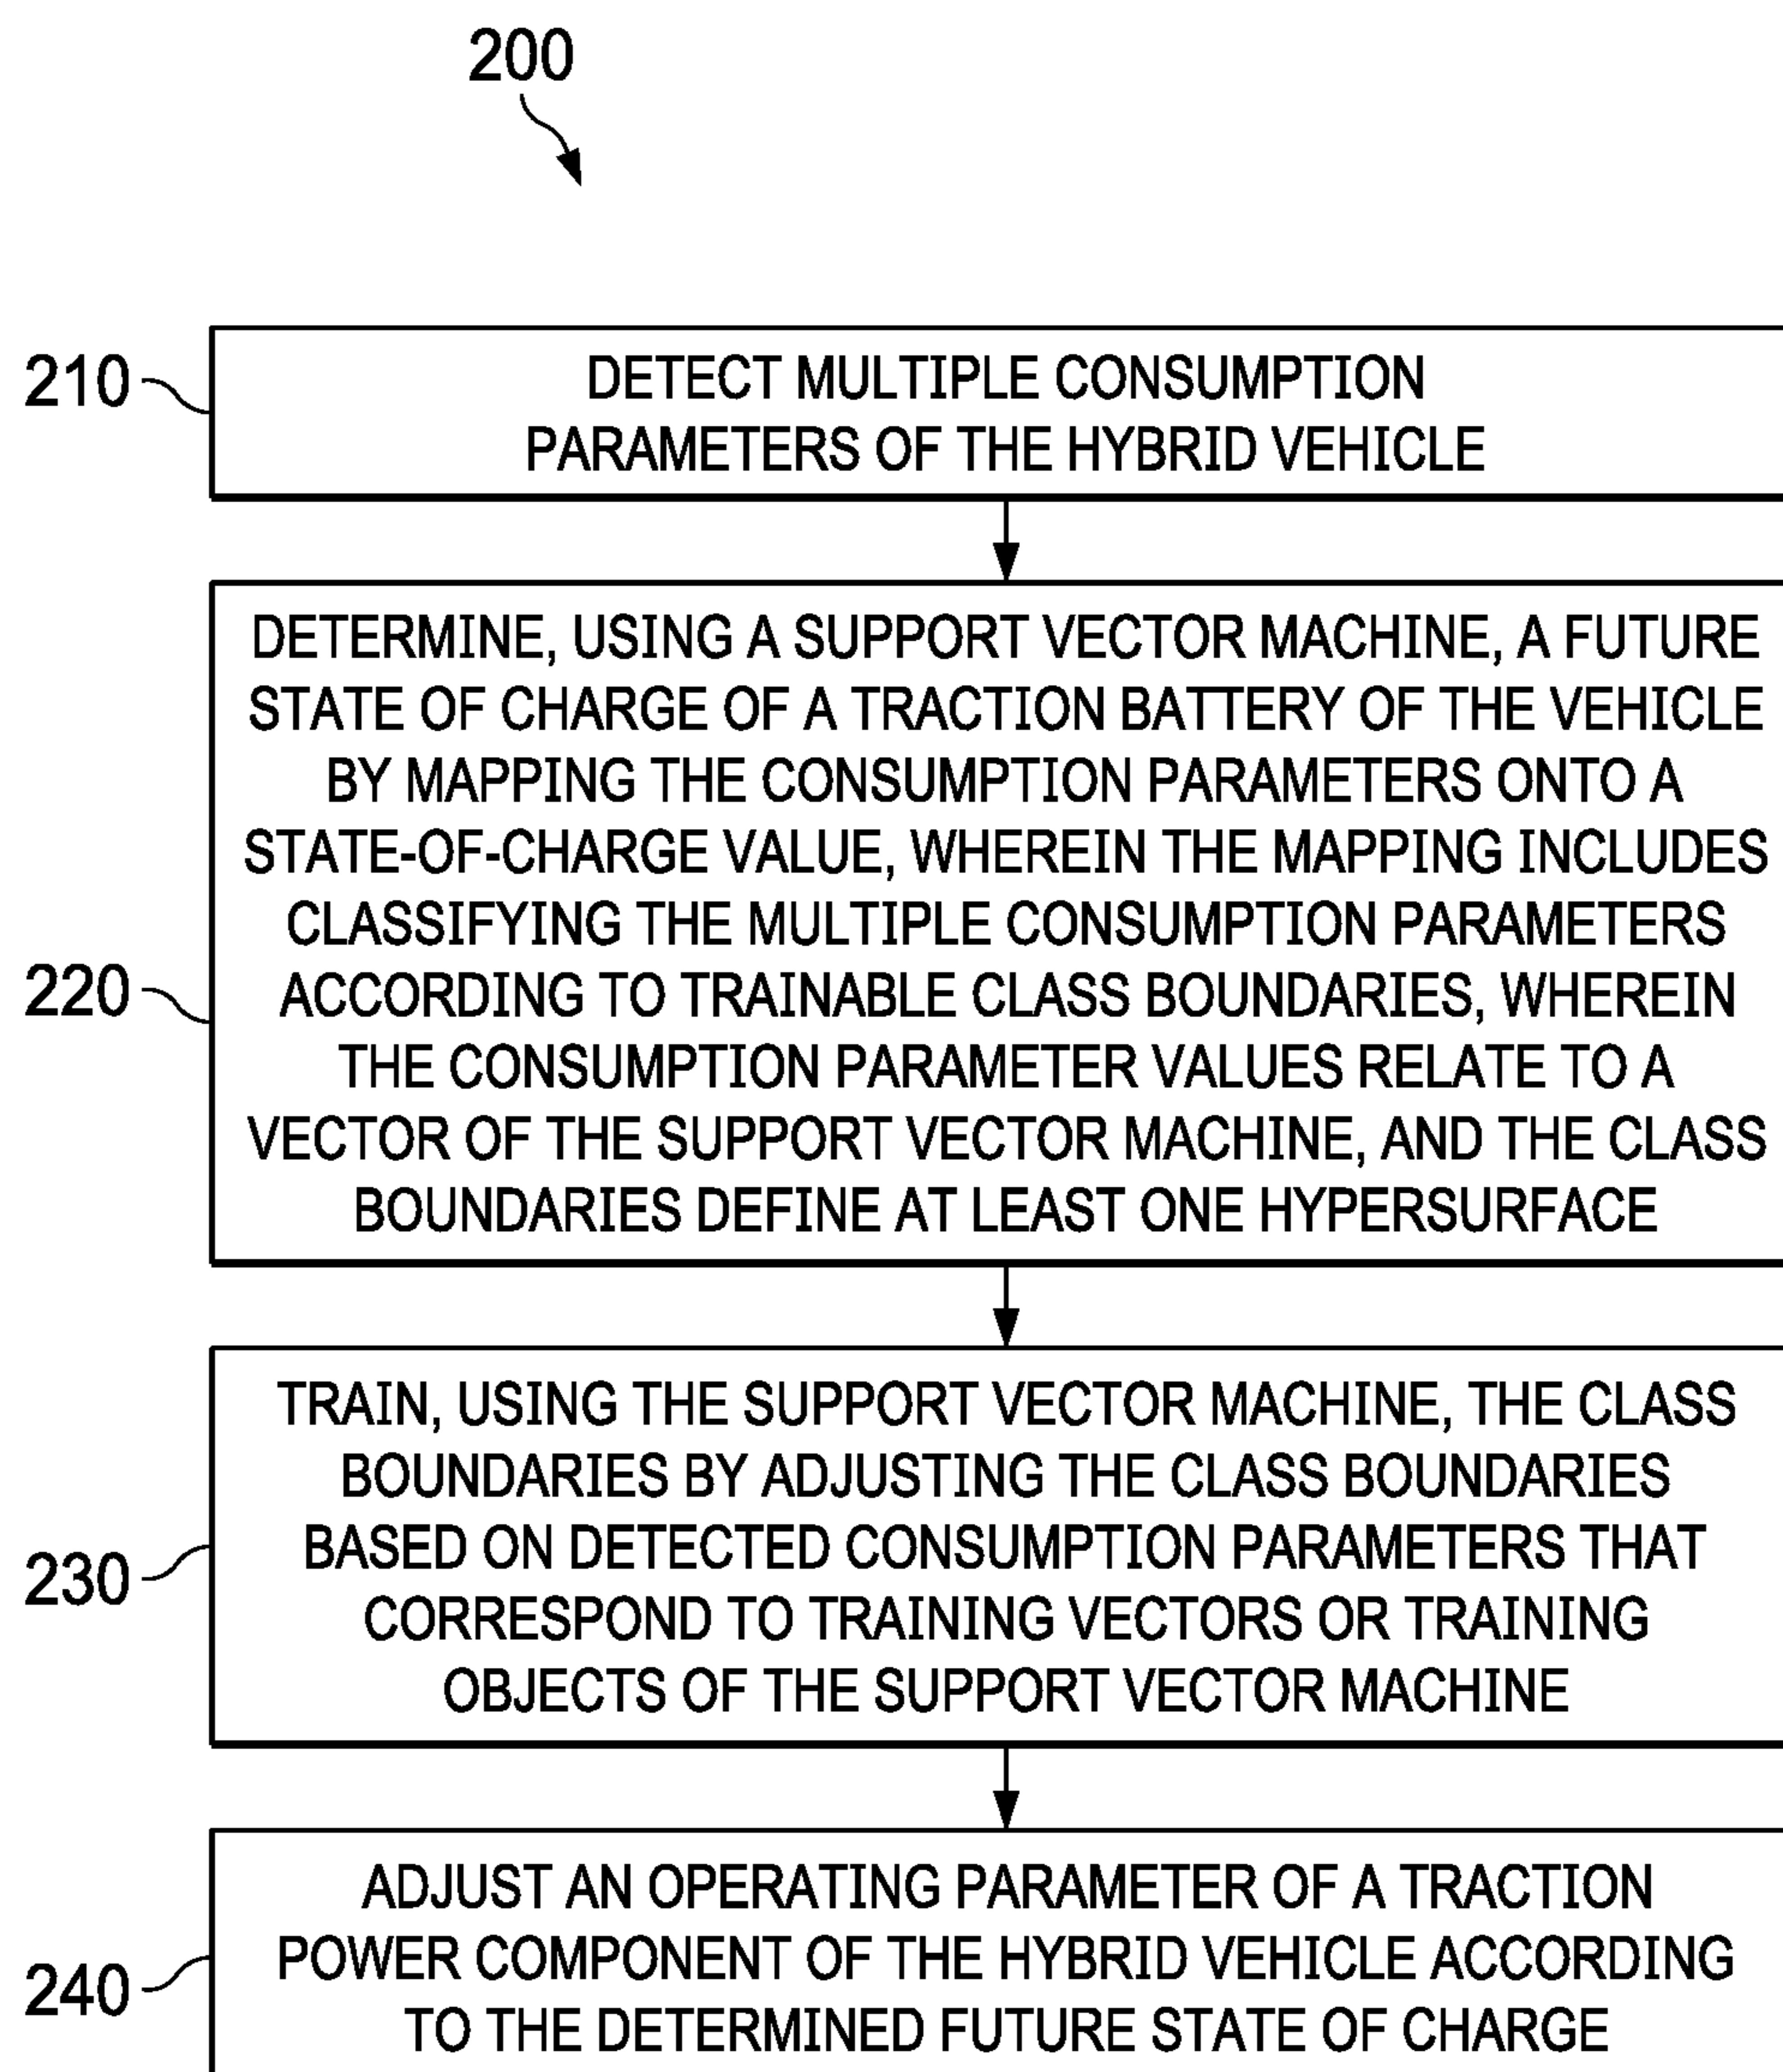 200
210
DETECT MULTIPLE CONSUMPTION
PARAMETERS OF THE HYBRID VEHICLE
220
DETERMINE, USING A SUPPORT VECTOR MACHINE, A FUTURE
STATE OF CHARGE OF A TRACTION BATTERY OF THE VEHICLE
BY MAPPING THE CONSUMPTION PARAMETERS ONTO A
STATE-OF-CHARGE VALUE, WHEREIN THE MAPPING INCLUDES
CLASSIFYING THE MULTIPLE CONSUMPTION PARAMETERS
ACCORDING TO TRAINABLE CLASS BOUNDARIES, WHEREIN
THE CONSUMPTION PARAMETER VALUES RELATE TO A
VECTOR OF THE SUPPORT VECTOR MACHINE, AND THE CLASS
BOUNDARIES DEFINE AT LEAST ONE HYPERSURFACE
230
TRAIN, USING THE SUPPORT VECTOR MACHINE, THE CLASS
BOUNDARIES BY ADJUSTING THE CLASS BOUNDARIES
BASED ON DETECTED CONSUMPTION PARAMETERS THAT
CORRESPOND TO TRAINING VECTORS OR TRAINING
OBJECTS OF THE SUPPORT VECTOR MACHINE
240
ADJUST AN OPERATING PARAMETER OF A TRACTION
POWER COMPONENT OF THE HYBRID VEHICLE ACCORDING
TO THE DETERMINED FUTURE STATE OF CHARGE